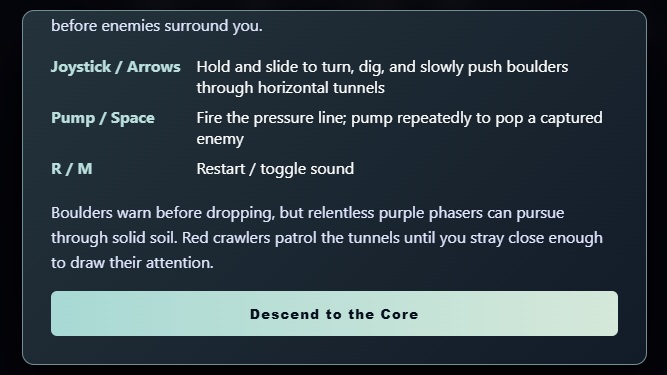 before enemies surround you.
Joystick / Arrows Hold and slide to turn, dig, and slowly push boulders
through horizontal tunnels
Pump / Space Fire the pressure line; pump repeatedly to pop a captured
enemy
R / M Restart / toggle sound
Boulders warn before dropping, but relentless purple phasers can pursue
through solid soil. Red crawlers patrol the tunnels until you stray close enough
to draw their attention.
Descend to the Core